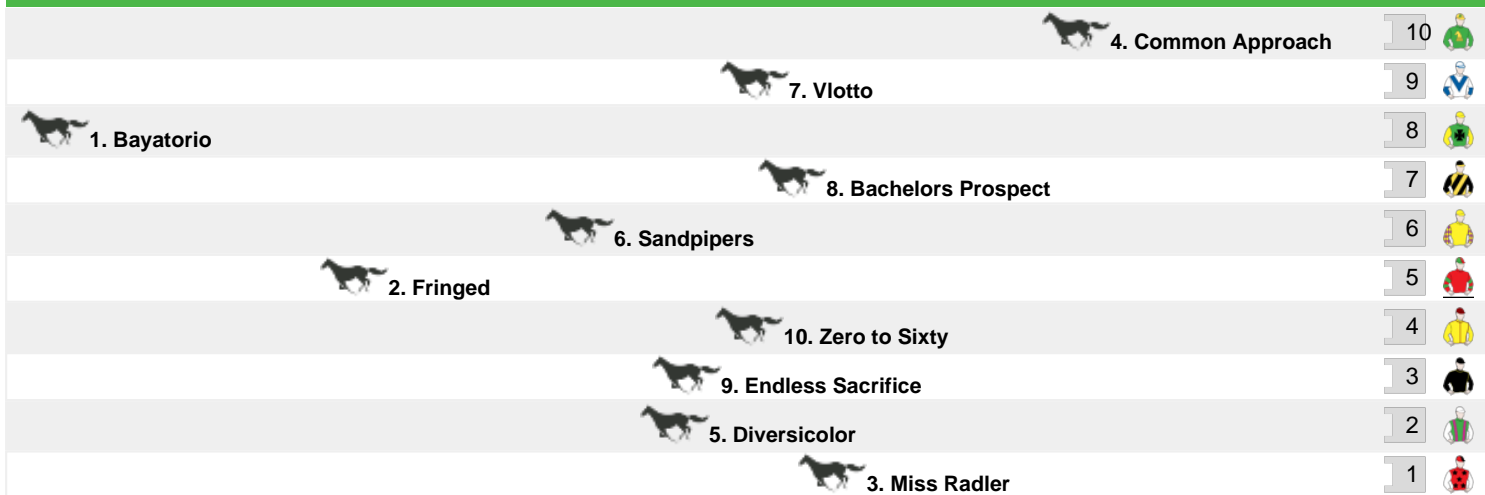 4. Common Approach 10
7. Vlotto 9
1. Bayatorio 8
8. Bachelors Prospect 7
6. Sandpipers 6
2. Fringed 5
10. Zero to Sixty 4
9. Endless Sacrifice 3
5. Diversicolor 2
3. Miss Radler 1